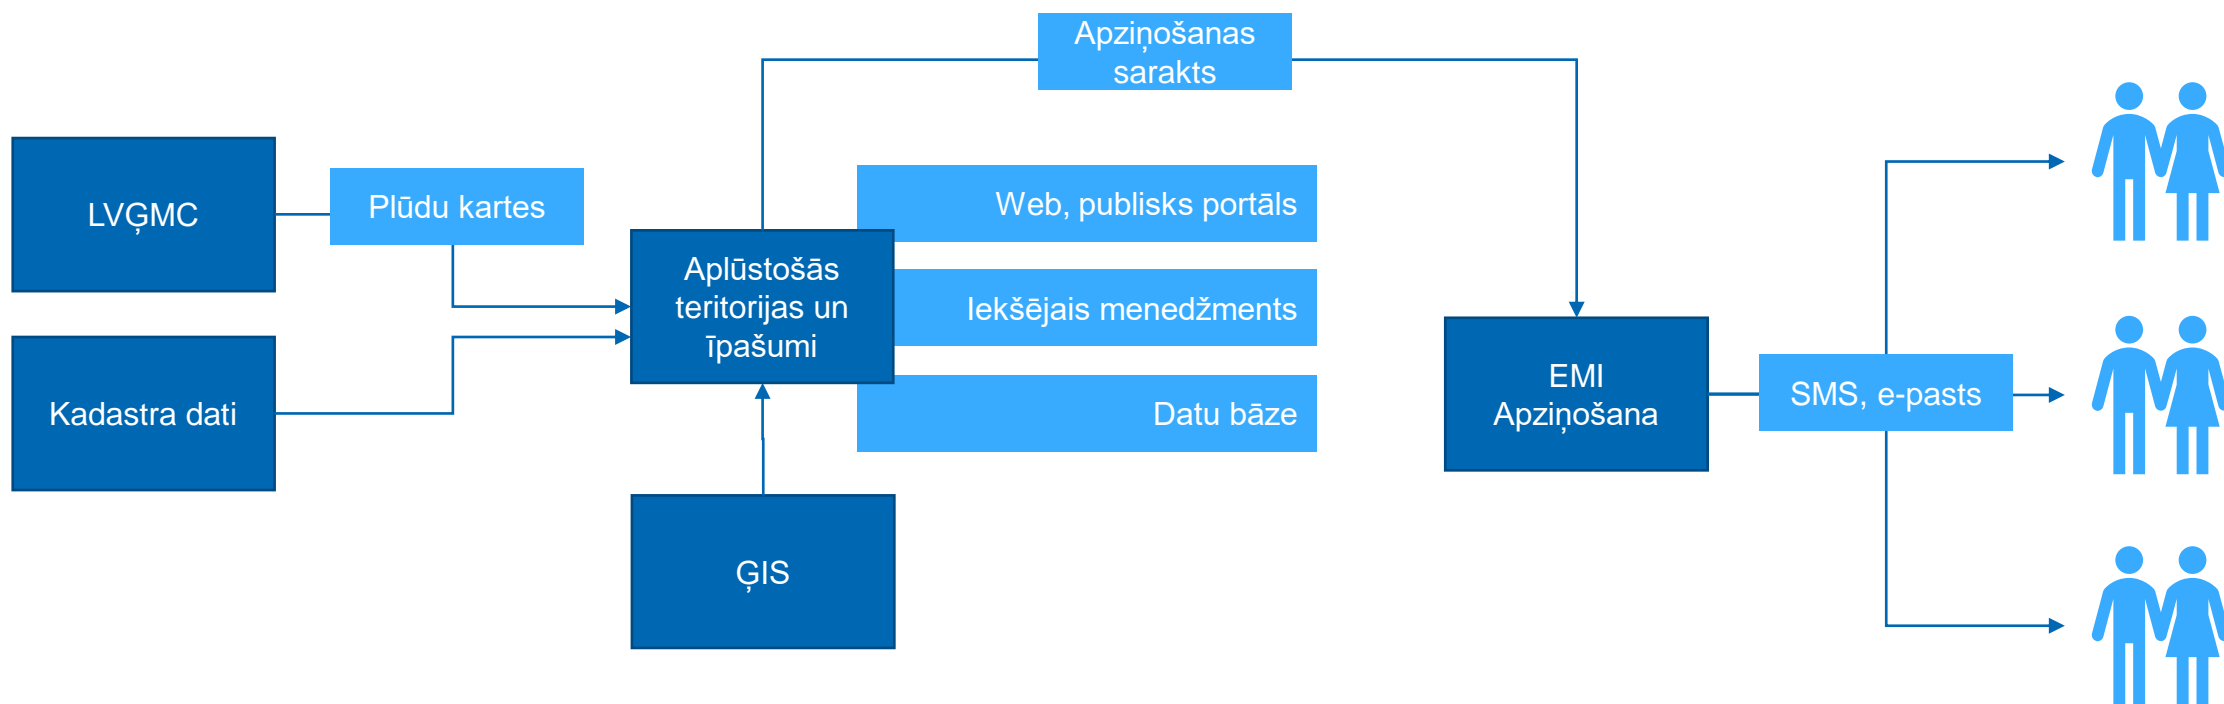 Apziņošanas
sarakts
LVĢMC
Plūdu kartes
Web, publisks portāls
Aplūstošās
teritorijas un
īpašumi
Iekšējais menedžments
Kadastra dati
Datu bāze
EMI
Apziņošana
SMS, e-pasts
ĢIS